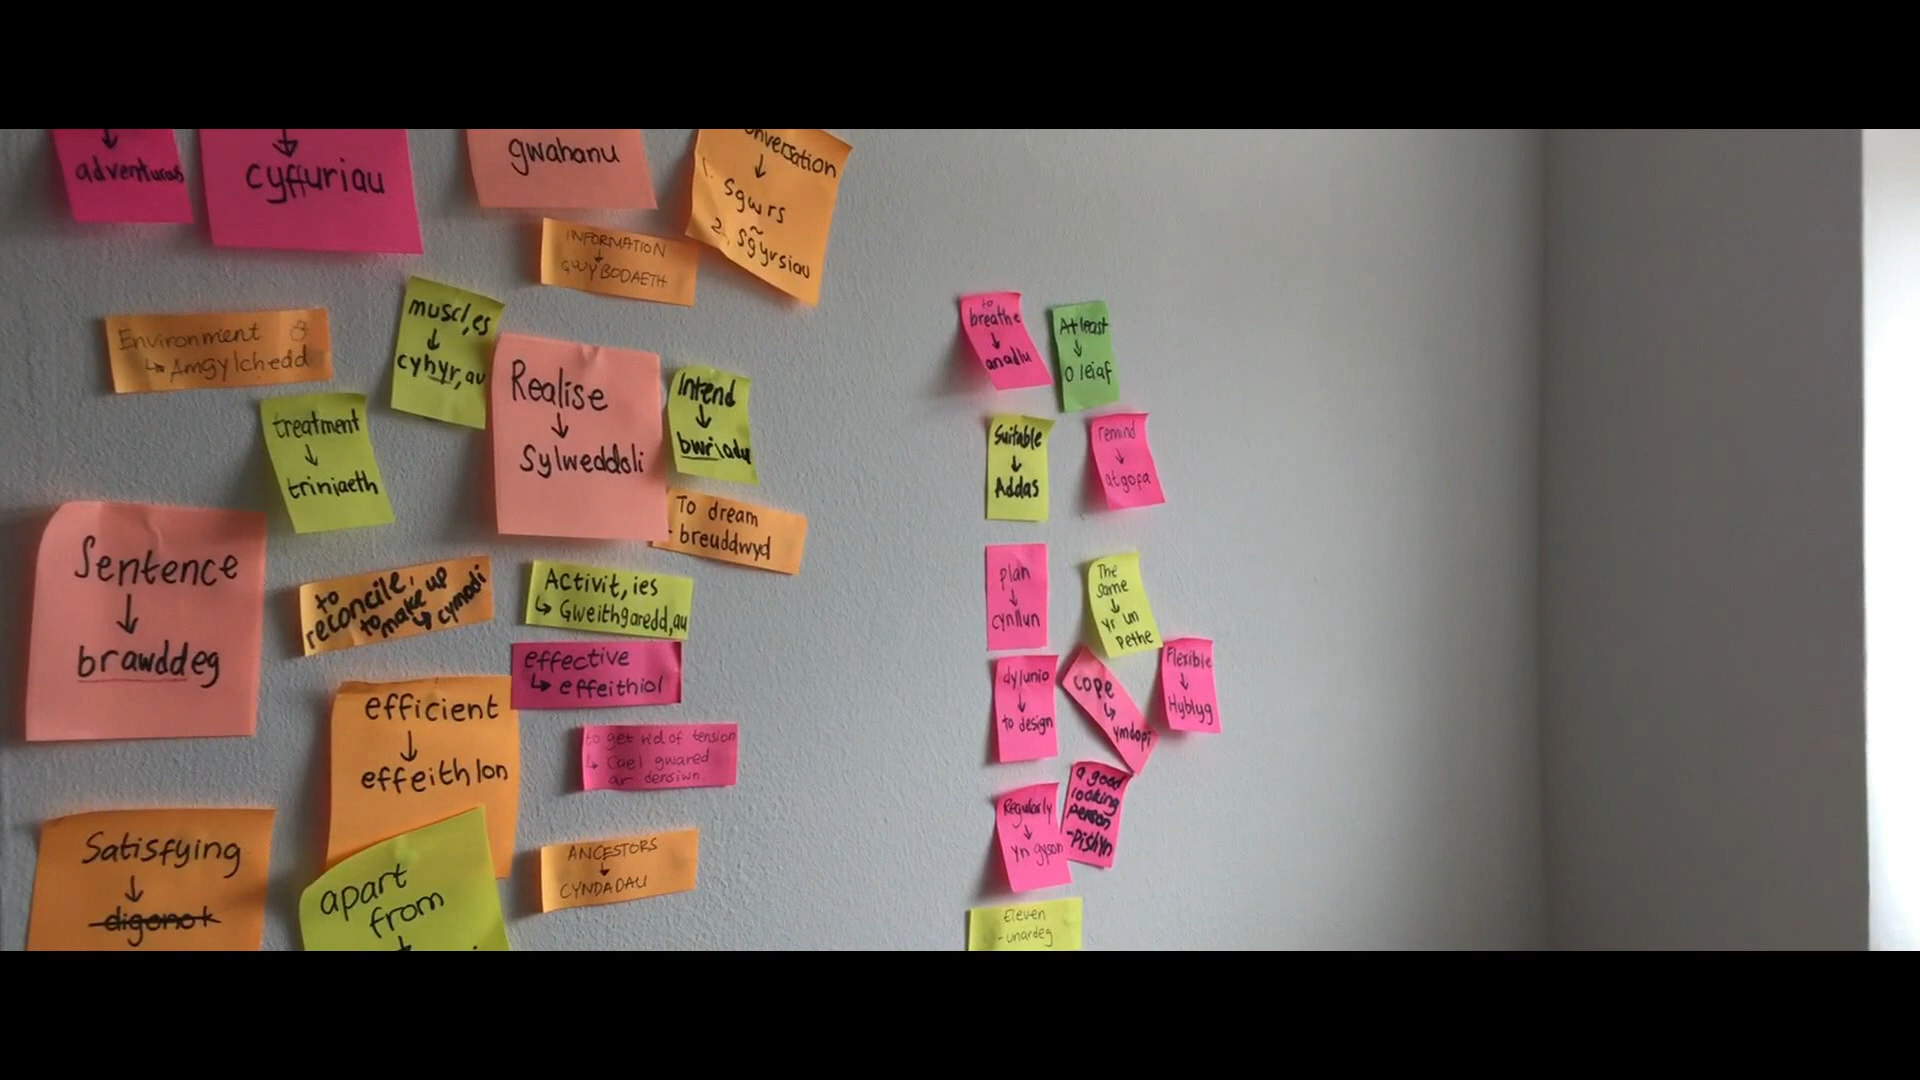 adventurous
cyffuriau
gwahanu
conversation
1. Sgwrs
2. Sgyrsiau
INFORMATION
GWYBODAETH
Environment
Amgylchedd
muscl,es
cyhyr,au
Realise
Sylweddoli
Intend
bwriadu
treatment
triniaeth
To dream
- breuddwyd
Sentence
brawddeg
to
reconcile,
to make up
cymodi
Activit,ies
Gweithgaredd,au
effective
effeithiol
efficient
effeithlon
to get rid of tension
Cael gwared
ar densiwn.
Satisfying
digonol
apart
from
ANCESTORS
CYNDADAU
to
breathe
anadlu
At least
O leiaf
Suitable
Addas
remind
atgofa
plan
cynllun
The
same
yr un
pethe
dylunio
to design
cope
ymdopi
Flexible
Hyblyg
Regularly
yn gyson
a good
looking
person
- Pishyn
Eleven
- unardeg